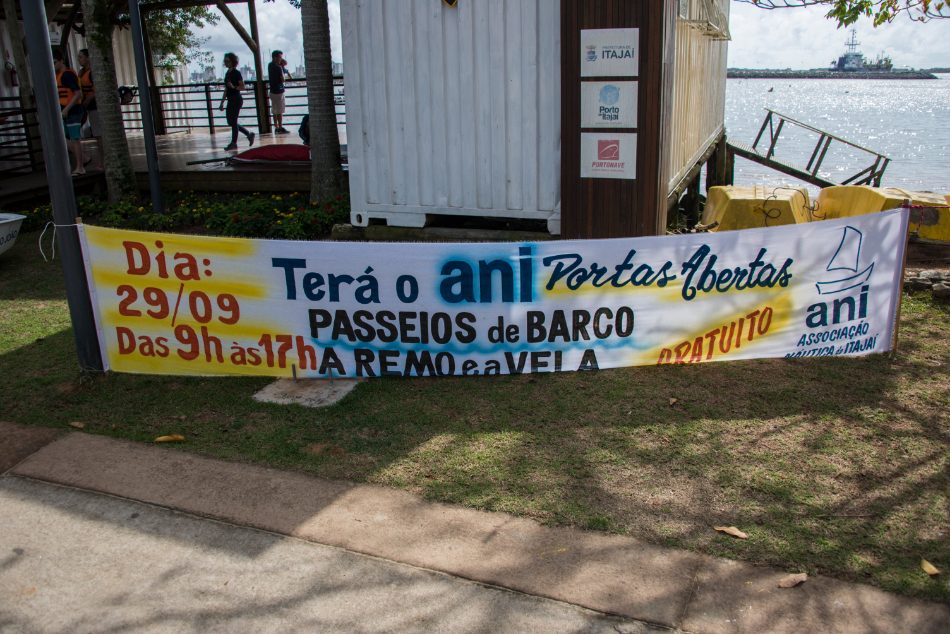 PREFEITURA DE
ITAJAÍ
Porto
Itajaí
PORTONAVE
Dia:
29/09
Das 9h às 17h
Terá o ani Portas Abertas
PASSEIOS de BARCO
A REMO e a VELA
GRATUITO
ani
ASSOCIAÇÃO
NÁUTICA de ITAJAÍ